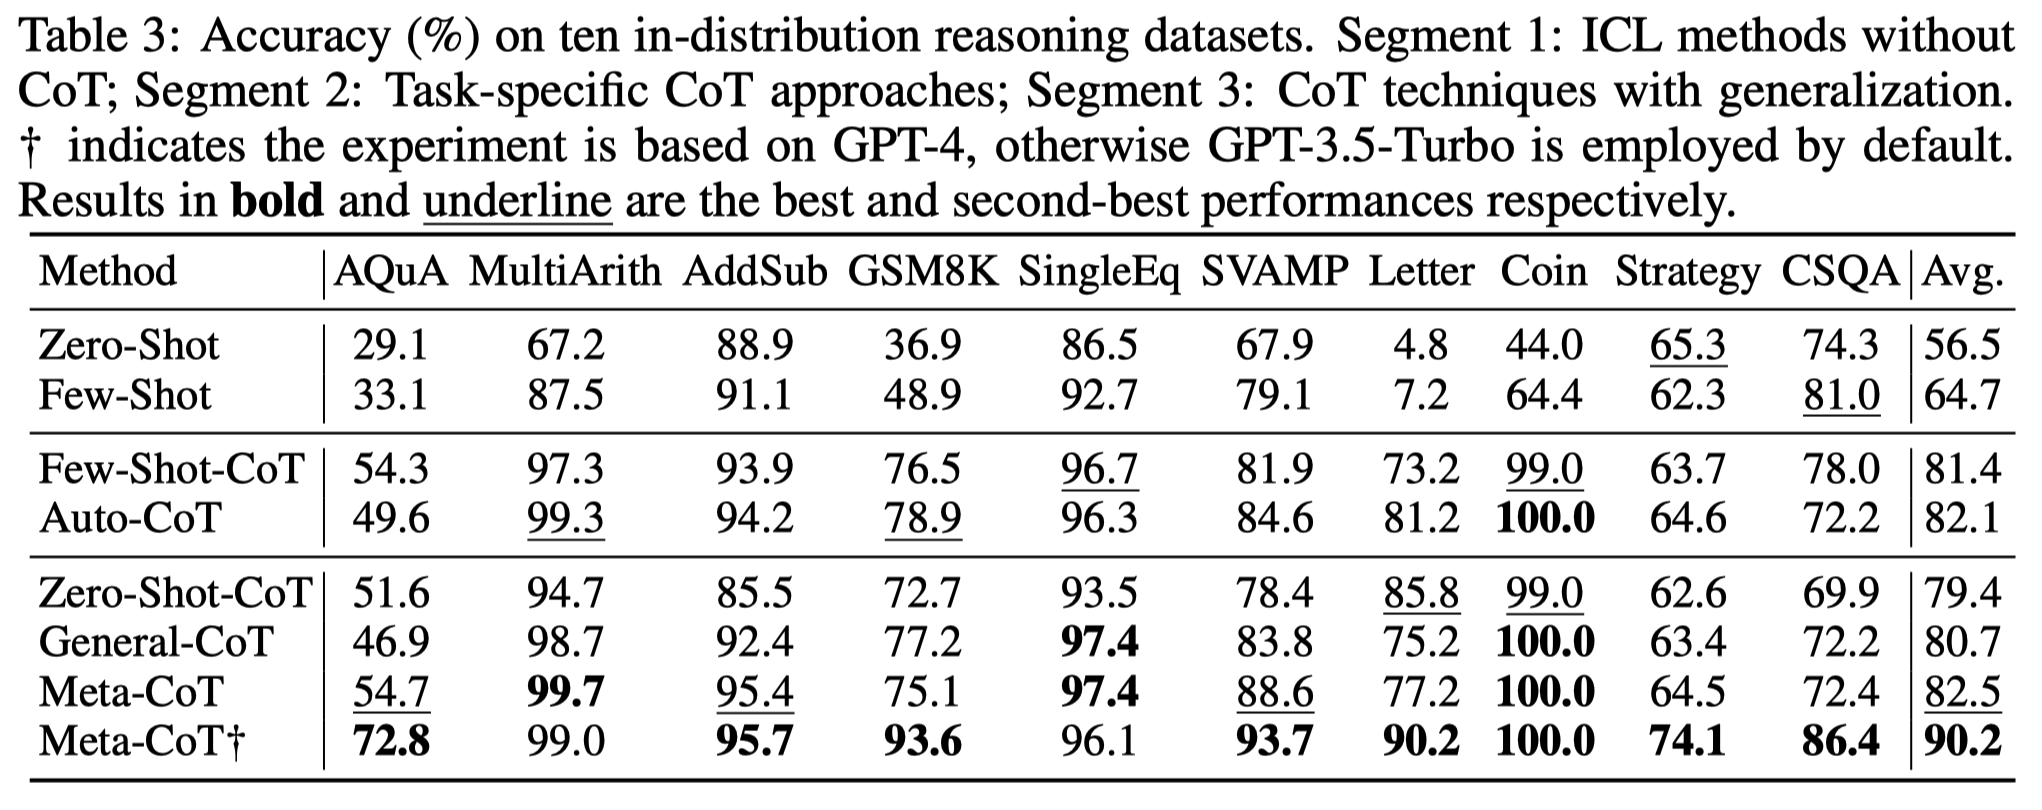 Table 3: Accuracy (%) on ten in-distribution reasoning datasets. Segment 1: ICL methods without
CoT; Segment 2: Task-specific CoT approaches; Segment 3: CoT techniques with generalization.
† indicates the experiment is based on GPT-4, otherwise GPT-3.5-Turbo is employed by default.
Results in bold and underline are the best and second-best performances respectively.
Method AQuA MultiArith AddSub GSM8K SingleEq SVAMP Letter Coin Strategy CSQA Avg.
Zero-Shot 29.1 67.2 88.9 36.9 86.5 67.9 4.8 44.0 65.3 74.3 56.5
Few-Shot 33.1 87.5 91.1 48.9 92.7 79.1 7.2 64.4 62.3 81.0 64.7
Few-Shot-CoT 54.3 97.3 93.9 76.5 96.7 81.9 73.2 99.0 63.7 78.0 81.4
Auto-CoT 49.6 99.3 94.2 78.9 96.3 84.6 81.2 100.0 64.6 72.2 82.1
Zero-Shot-CoT 51.6 94.7 85.5 72.7 93.5 78.4 85.8 99.0 62.6 69.9 79.4
General-CoT 46.9 98.7 92.4 77.2 97.4 83.8 75.2 100.0 63.4 72.2 80.7
Meta-CoT 54.7 99.7 95.4 75.1 97.4 88.6 77.2 100.0 64.5 72.4 82.5
Meta-CoT† 72.8 99.0 95.7 93.6 96.1 93.7 90.2 100.0 74.1 86.4 90.2